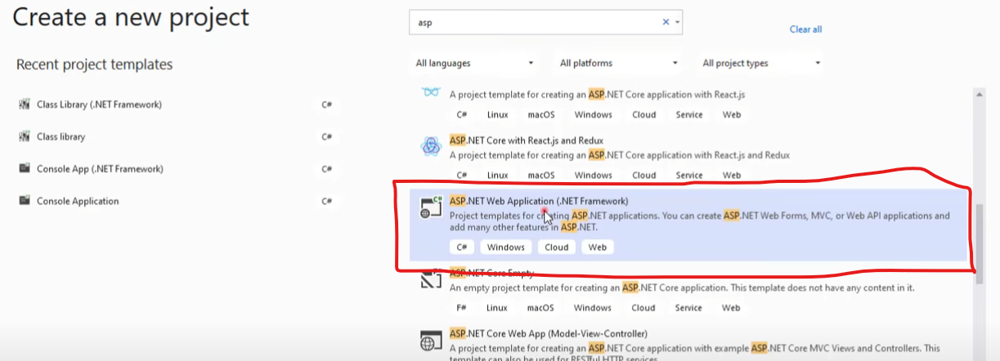 Create a new project
asp
Clear all
Recent project templates
All languages
All platforms
All project types
Class Library (.NET Framework)
C#
Class library
C#
Console App (.NET Framework)
C#
Console Application
C#
A project template for creating an ASP.NET Core application with React.js
C# Linux macOS Windows Cloud Service Web
ASP.NET Core with React.js and Redux
A project template for creating an ASP.NET Core application with React.js and Redux
C# Linux macOS Windows Cloud Service Web
ASP.NET Web Application (.NET Framework)
Project templates for creating ASP.NET applications. You can create ASP.NET Web Forms, MVC, or Web API applications and
add many other features in ASP.NET.
C# Windows Cloud Web
ASP.NET Core Empty
An empty project template for creating an ASP.NET Core application. This template does not have any content in it.
F# Linux macOS Windows Cloud Service Web
ASP.NET Core Web App (Model-View-Controller)
A project template for creating an ASP.NET Core application with example ASP.NET Core MVC Views and Controllers. This
template can also be used for RESTful HTTP services.